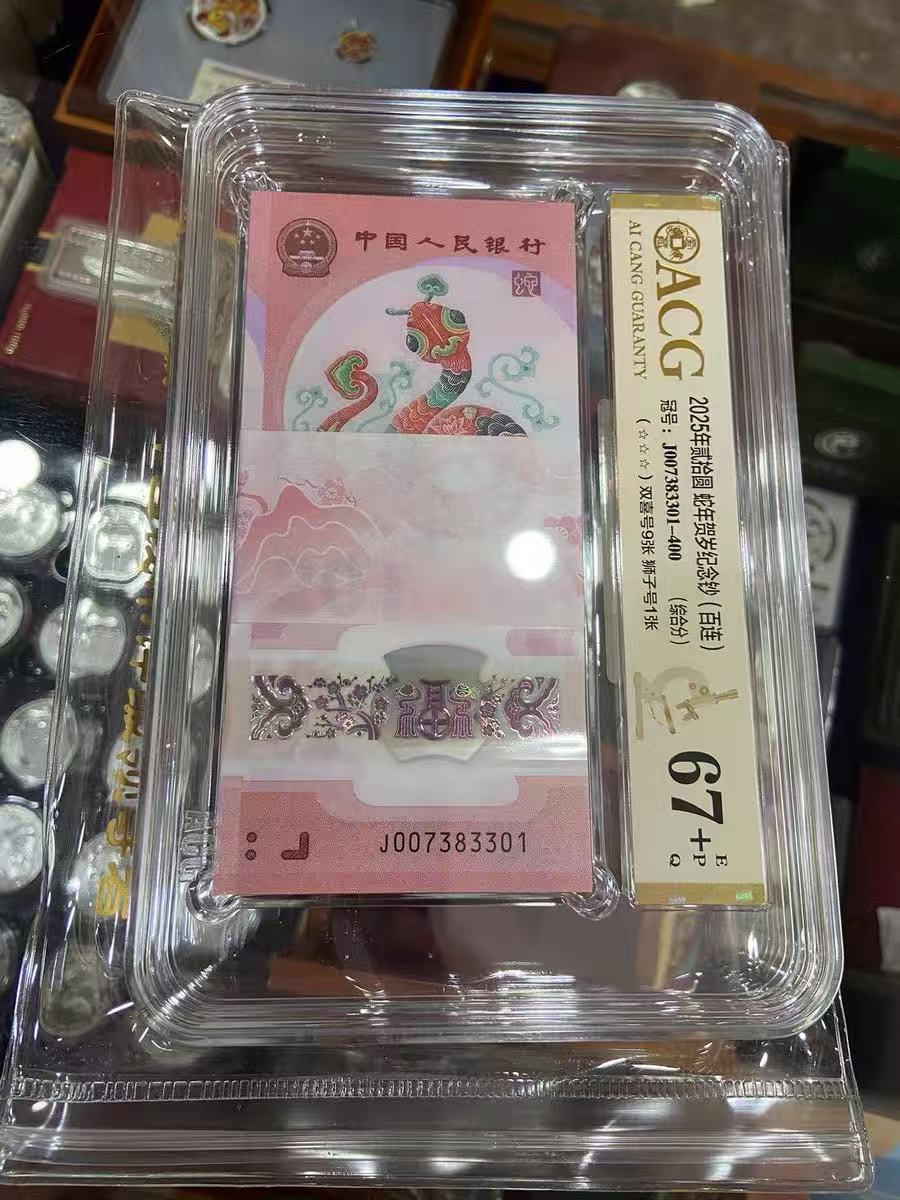 中国人民银行
蛇
J007383301
ACG
AI CANG GUARANTY
2025年贰拾圆 蛇年贺岁纪念钞（百连）
冠号：J007383301-400 （综合分）
（☆☆☆）双喜号9张 狮子号1张
67+
EPQ